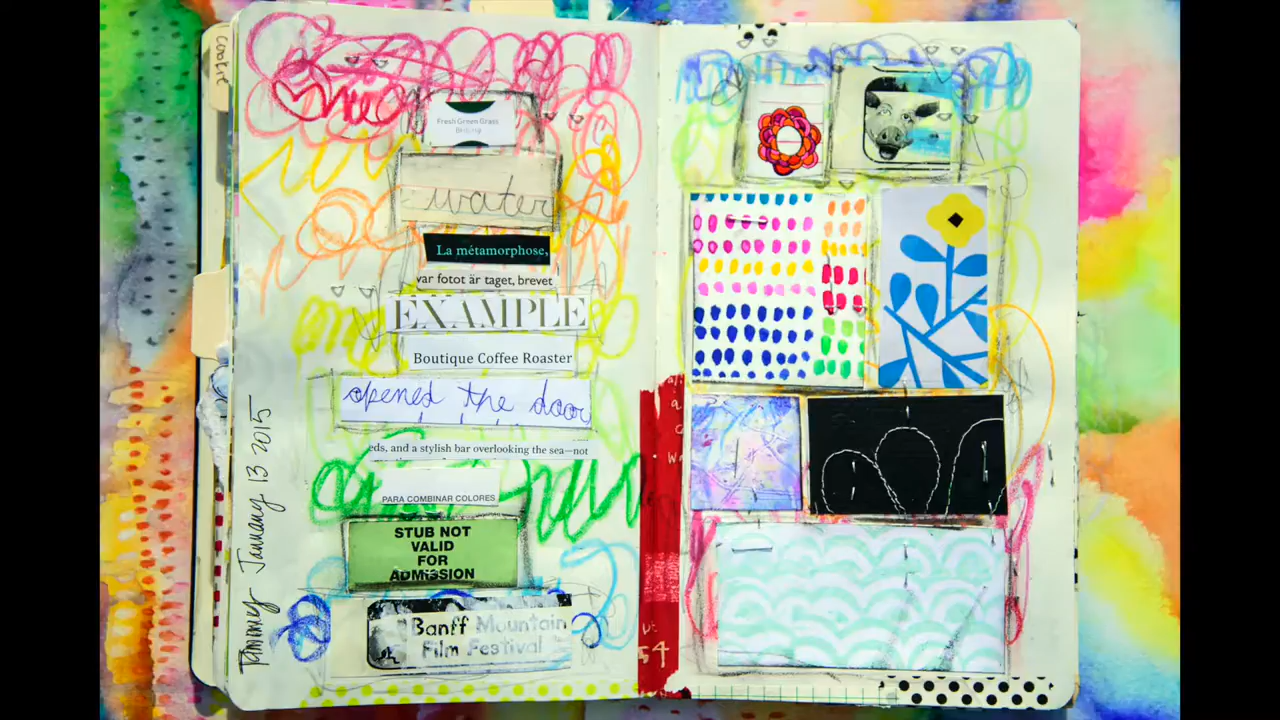 Cookie
Fresh Green Grass
water
La métamorphose,
var fotot är taget, brevet
EXAMPLE
Boutique Coffee Roaster
opened the door
eds, and a stylish bar overlooking the sea—not
PARA COMBINAR COLORES
STUB NOT
VALID
FOR
ADMISSION
Banff Mountain
Film Festival
Tammy January 13 2015
54